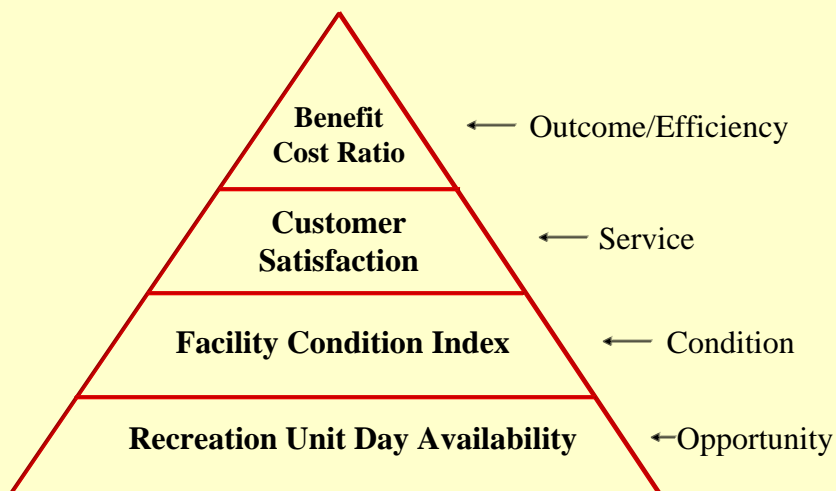 Benefit
Cost Ratio
Outcome/Efficiency
Customer
Satisfaction
Service
Facility Condition Index
Condition
Recreation Unit Day Availability
Opportunity